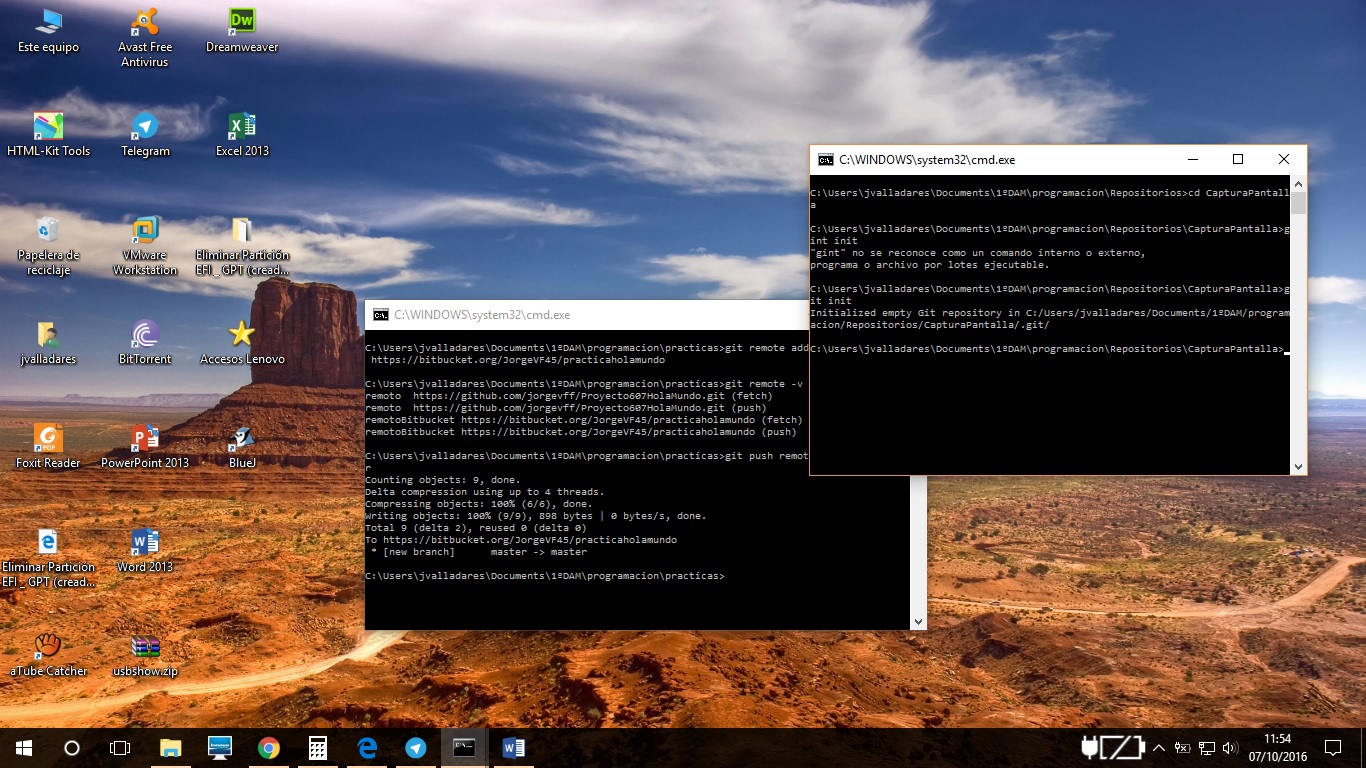 Este equipo
Avast Free
Antivirus
Dw
Dreamweaver
HTML-Kit Tools
Telegram
Excel 2013
Papelera de
reciclaje
VMware
Workstation
Eliminar Partición
EFI _ GPT (cread...
jvalladares
BitTorrent
Accesos Lenovo
Foxit Reader
PowerPoint 2013
BlueJ
Eliminar Partición
EFI _ GPT (cread...
Word 2013
aTube Catcher
usbshow.zip
C:\WINDOWS\system32\cmd.exe
C:\Users\jvalladares\Documents\1ºDAM\programacion\practicas>git remote add
https://bitbucket.org/JorgeVF45/practicaholamundo
C:\Users\jvalladares\Documents\1ºDAM\programacion\practicas>git remote -v
remoto  https://github.com/jorgevff/Proyecto607HolaMundo.git (fetch)
remoto  https://github.com/jorgevff/Proyecto607HolaMundo.git (push)
remotoBitbucket https://bitbucket.org/JorgeVF45/practicaholamundo (fetch)
remotoBitbucket https://bitbucket.org/JorgeVF45/practicaholamundo (push)
C:\Users\jvalladares\Documents\1ºDAM\programacion\practicas>git push remot
r
Counting objects: 9, done.
Delta compression using up to 4 threads.
Compressing objects: 100% (6/6), done.
Writing objects: 100% (9/9), 898 bytes | 0 bytes/s, done.
Total 9 (delta 2), reused 0 (delta 0)
To https://bitbucket.org/JorgeVF45/practicaholamundo
 * [new branch]      master -> master
C:\Users\jvalladares\Documents\1ºDAM\programacion\practicas>
C:\WINDOWS\system32\cmd.exe
C:\Users\jvalladares\Documents\1ºDAM\programacion\Repositorios>cd CapturaPantall
a
C:\Users\jvalladares\Documents\1ºDAM\programacion\Repositorios\CapturaPantalla>g
int init
"gint" no se reconoce como un comando interno o externo,
programa o archivo por lotes ejecutable.
C:\Users\jvalladares\Documents\1ºDAM\programacion\Repositorios\CapturaPantalla>g
it init
Initialized empty Git repository in C:/Users/jvalladares/Documents/1ºDAM/program
acion/Repositorios/CapturaPantalla/.git/
C:\Users\jvalladares\Documents\1ºDAM\programacion\Repositorios\CapturaPantalla>
11:54
07/10/2016